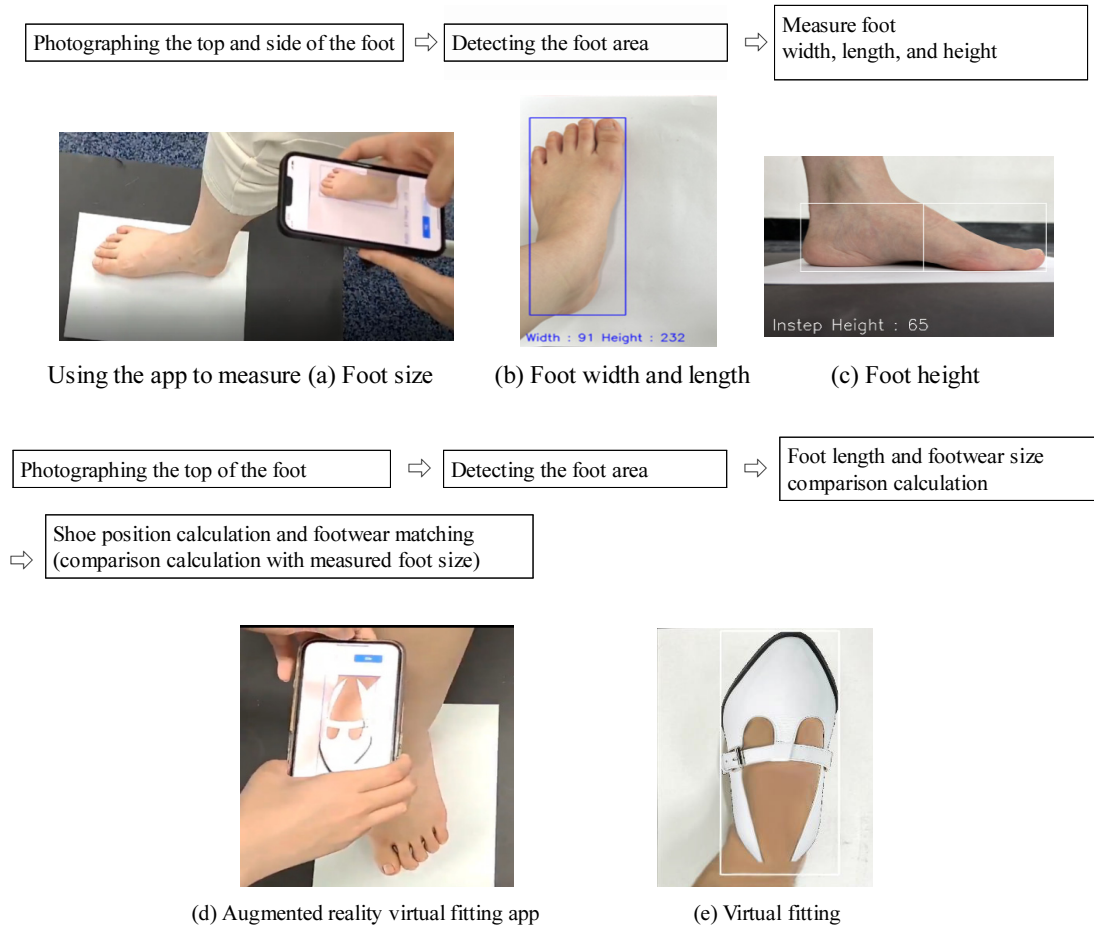 Photographing the top and side of the foot
Detecting the foot area
Measure foot
width, length, and height
Width : 91 Height : 232
Instep Height : 65
Using the app to measure (a) Foot size
(b) Foot width and length
(c) Foot height
Photographing the top of the foot
Detecting the foot area
Foot length and footwear size
comparison calculation
Shoe position calculation and footwear matching
(comparison calculation with measured foot size)
(d) Augmented reality virtual fitting app
(e) Virtual fitting